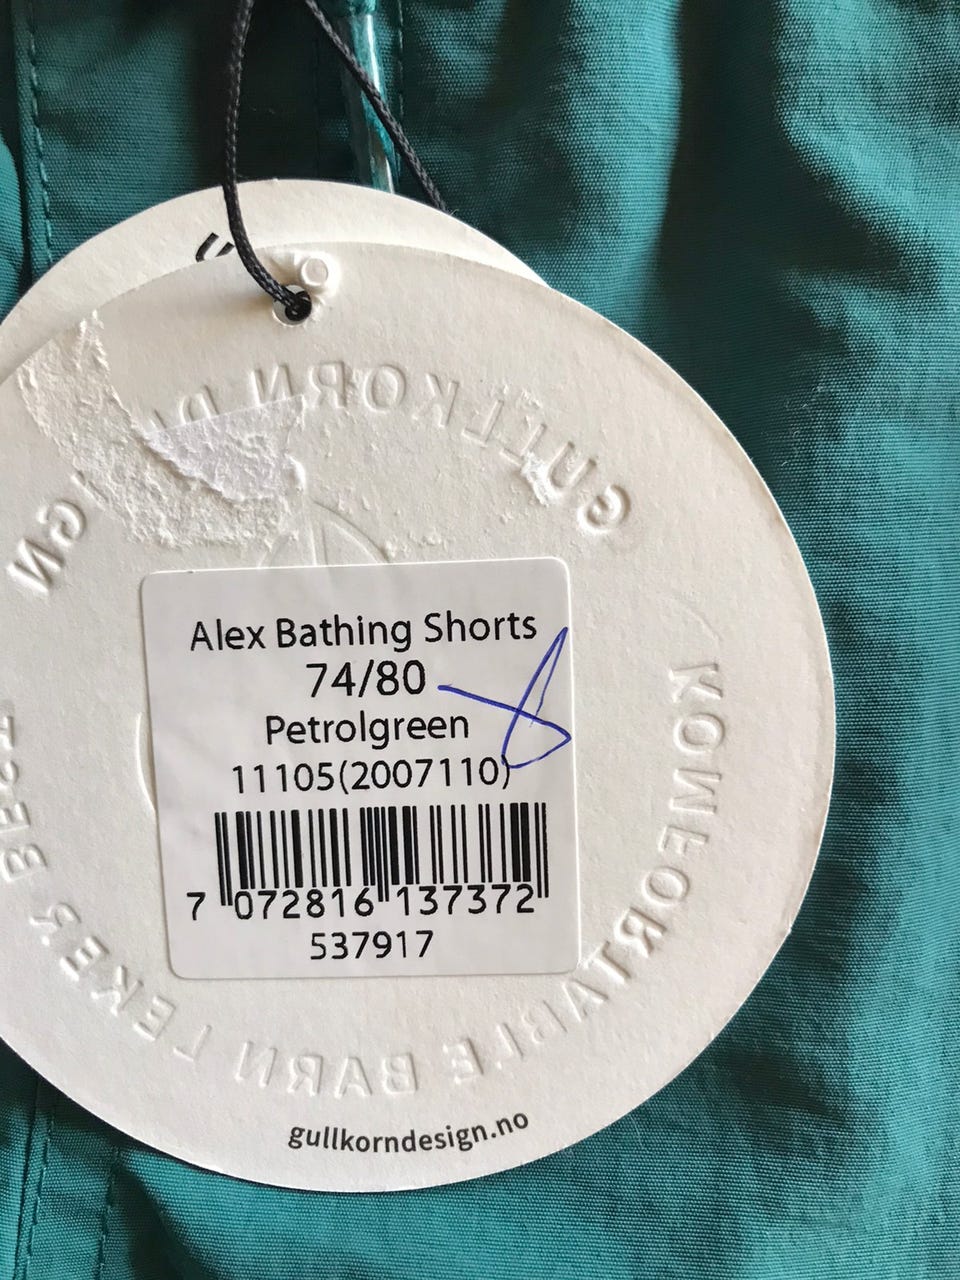 GULLKORN DESIGN
Alex Bathing Shorts
74/80
Petrolgreen
11105(2007110)
7 072816 137372
537917
KOMFORTABLE BARN LEKER BEST
gullkorndesign.no